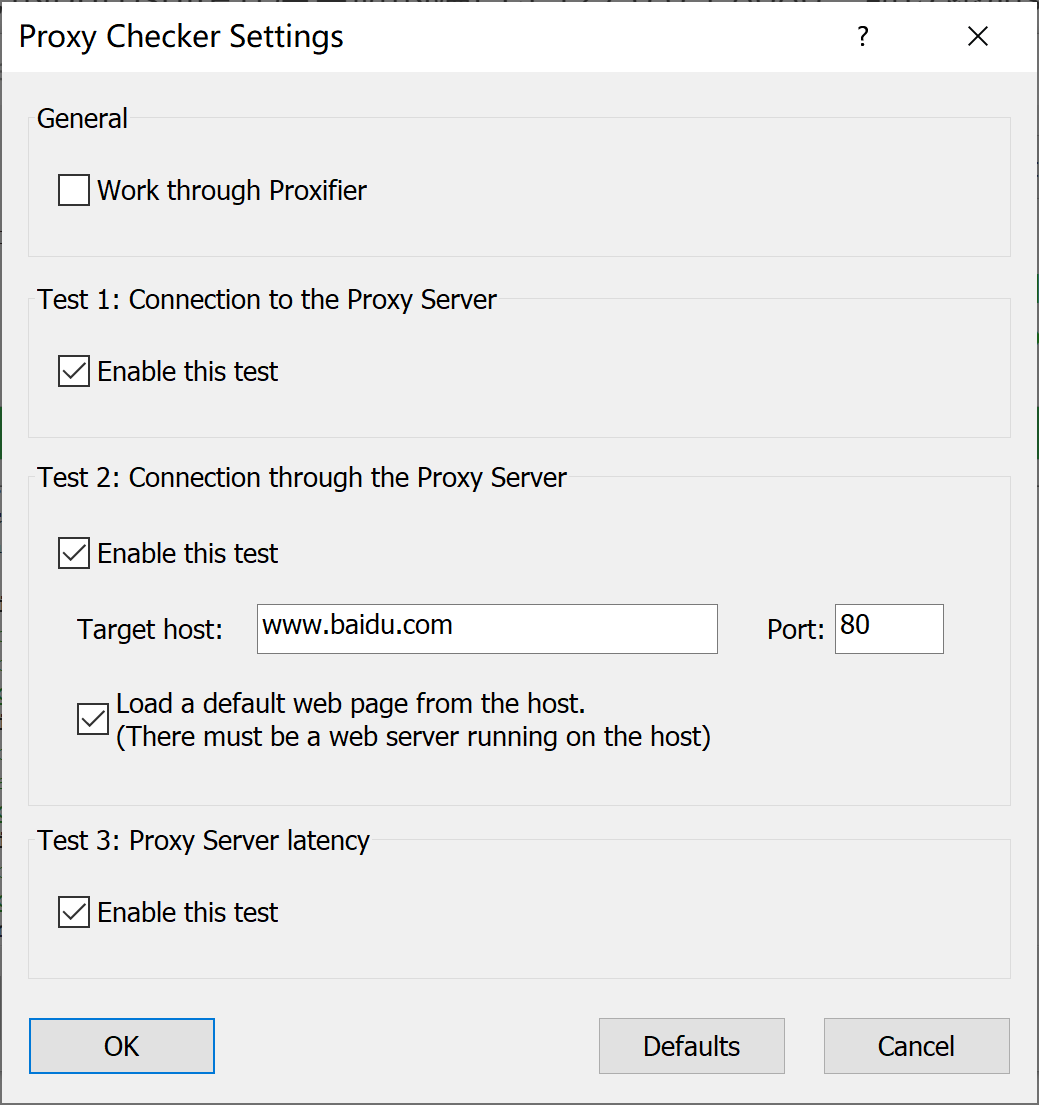 Proxy Checker Settings
?
General
Work through Proxifier
Test 1: Connection to the Proxy Server
Enable this test
Test 2: Connection through the Proxy Server
Enable this test
Target host: www.baidu.com Port: 80
Load a default web page from the host.
(There must be a web server running on the host)
Test 3: Proxy Server latency
Enable this test
OK Defaults Cancel